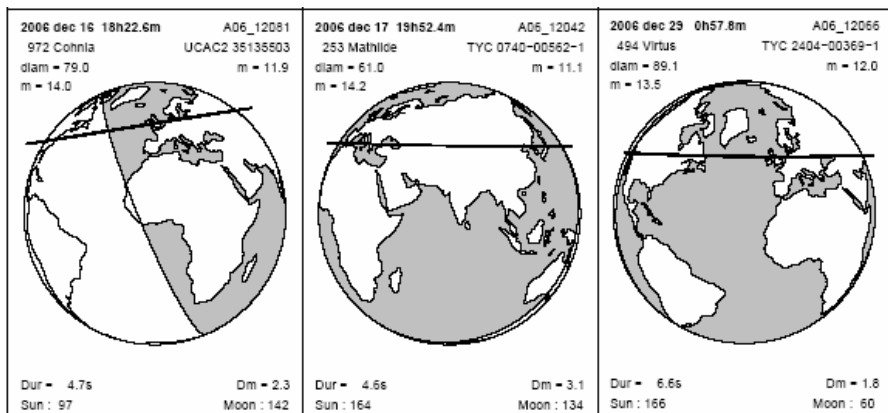 2006 dec 16 18h22.6m A06_12081
972 Cohnia UCAC2 35135503
diam = 79.0 m = 11.9
m = 14.0
Dur = 4.7s Dm = 2.3
Sun : 97 Moon : 142
2006 dec 17 19h52.4m A06_12042
253 Mathilde TYC 0740-00562-1
diam = 61.0 m = 11.1
m = 14.2
Dur = 4.6s Dm = 3.1
Sun : 164 Moon : 134
2006 dec 29 0h57.8m A06_12066
494 Virtus TYC 2404-00369-1
diam = 89.1 m = 12.0
m = 13.5
Dur = 6.6s Dm = 1.8
Sun : 166 Moon : 60